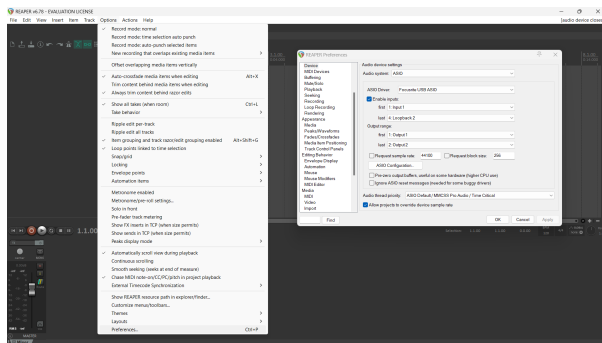 REAPER v6.78 - EVALUATION LICENSE
File Edit View Insert Item Track Options Actions Help
[audio device closed
Record mode: normal
Record mode: time selection auto punch
Record mode: auto-punch selected items
New recording that overlaps existing media items
Offset overlapping media items vertically
Auto-crossfade media items when editing Alt+X
Trim content behind media items when editing
Always trim content behind razor edits
Show all takes (when room) Ctrl+L
Take behavior
Ripple edit per-track
Ripple edit all tracks
Item grouping and track razor/edit grouping enabled Alt+Shift+G
Loop points linked to time selection
Snap/grid
Locking
Envelope points
Automation items
Metronome enabled
Metronome/pre-roll settings...
Solo in front
Pre-fader track metering
Show FX inserts in TCP (when size permits)
Show sends in TCP (when size permits)
Peaks display mode
Automatically scroll view during playback
Continuous scrolling
Smooth seeking (seeks at end of measure)
Chase MIDI note-on/CC/PC/pitch in project playback
External Timecode Synchronization
Show REAPER resource path in explorer/finder...
Customize menus/toolbars...
Themes
Layouts
Preferences... Ctrl+P
1.1.00
MASTER
REAPER Preferences
Device
MIDI Devices
Buffering
Mute/Solo
Playback
Seeking
Recording
Loop Recording
Rendering
Appearance
Media
Peaks/Waveforms
Fades/Crossfades
Media Item Positioning
Track Control Panels
Editing Behavior
Envelope Display
Automation
Mouse
Mouse Modifiers
MIDI Editor
Media
MIDI
Video
Import
Find
Audio device settings
Audio system: ASIO
ASIO Driver: Focusrite USB ASIO
Enable inputs:
first 1: Input 1
last 4: Loopback 2
Output range:
first 1: Output1
last 2: Output2
Request sample rate: 44100 Request block size: 256
ASIO Configuration...
Pre-zero output buffers, useful on some hardware (higher CPU use)
Ignore ASIO reset messages (needed for some buggy drivers)
Audio thread priority: ASIO Default / MMCSS Pro Audio / Time Critical
Allow projects to override device sample rate
OK Cancel Apply